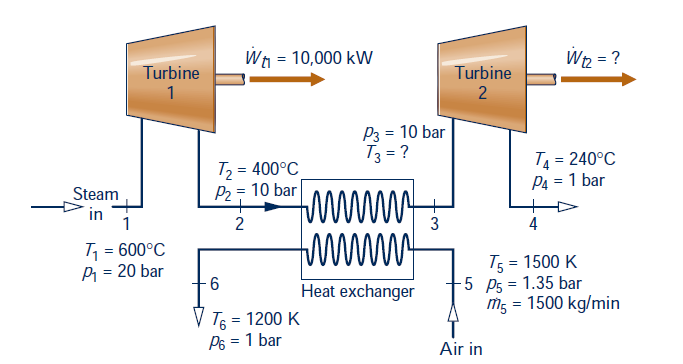 Turbine
1
Ẇt1 = 10,000 kW
Turbine
2
Ẇt2 = ?
p3 = 10 bar
T3 = ?
T2 = 400°C
p2 = 10 bar
T4 = 240°C
p4 = 1 bar
Steam
in
1
2
3
4
T1 = 600°C
p1 = 20 bar
T5 = 1500 K
5 p5 = 1.35 bar
ṁ5 = 1500 kg/min
6
Heat exchanger
T6 = 1200 K
p6 = 1 bar
Air in